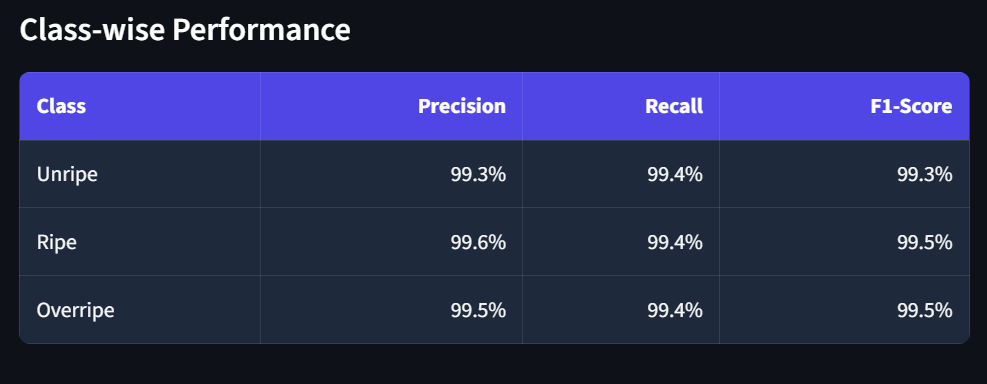 Class-wise Performance
Class Precision Recall F1-Score
Unripe 99.3% 99.4% 99.3%
Ripe 99.6% 99.4% 99.5%
Overripe 99.5% 99.4% 99.5%